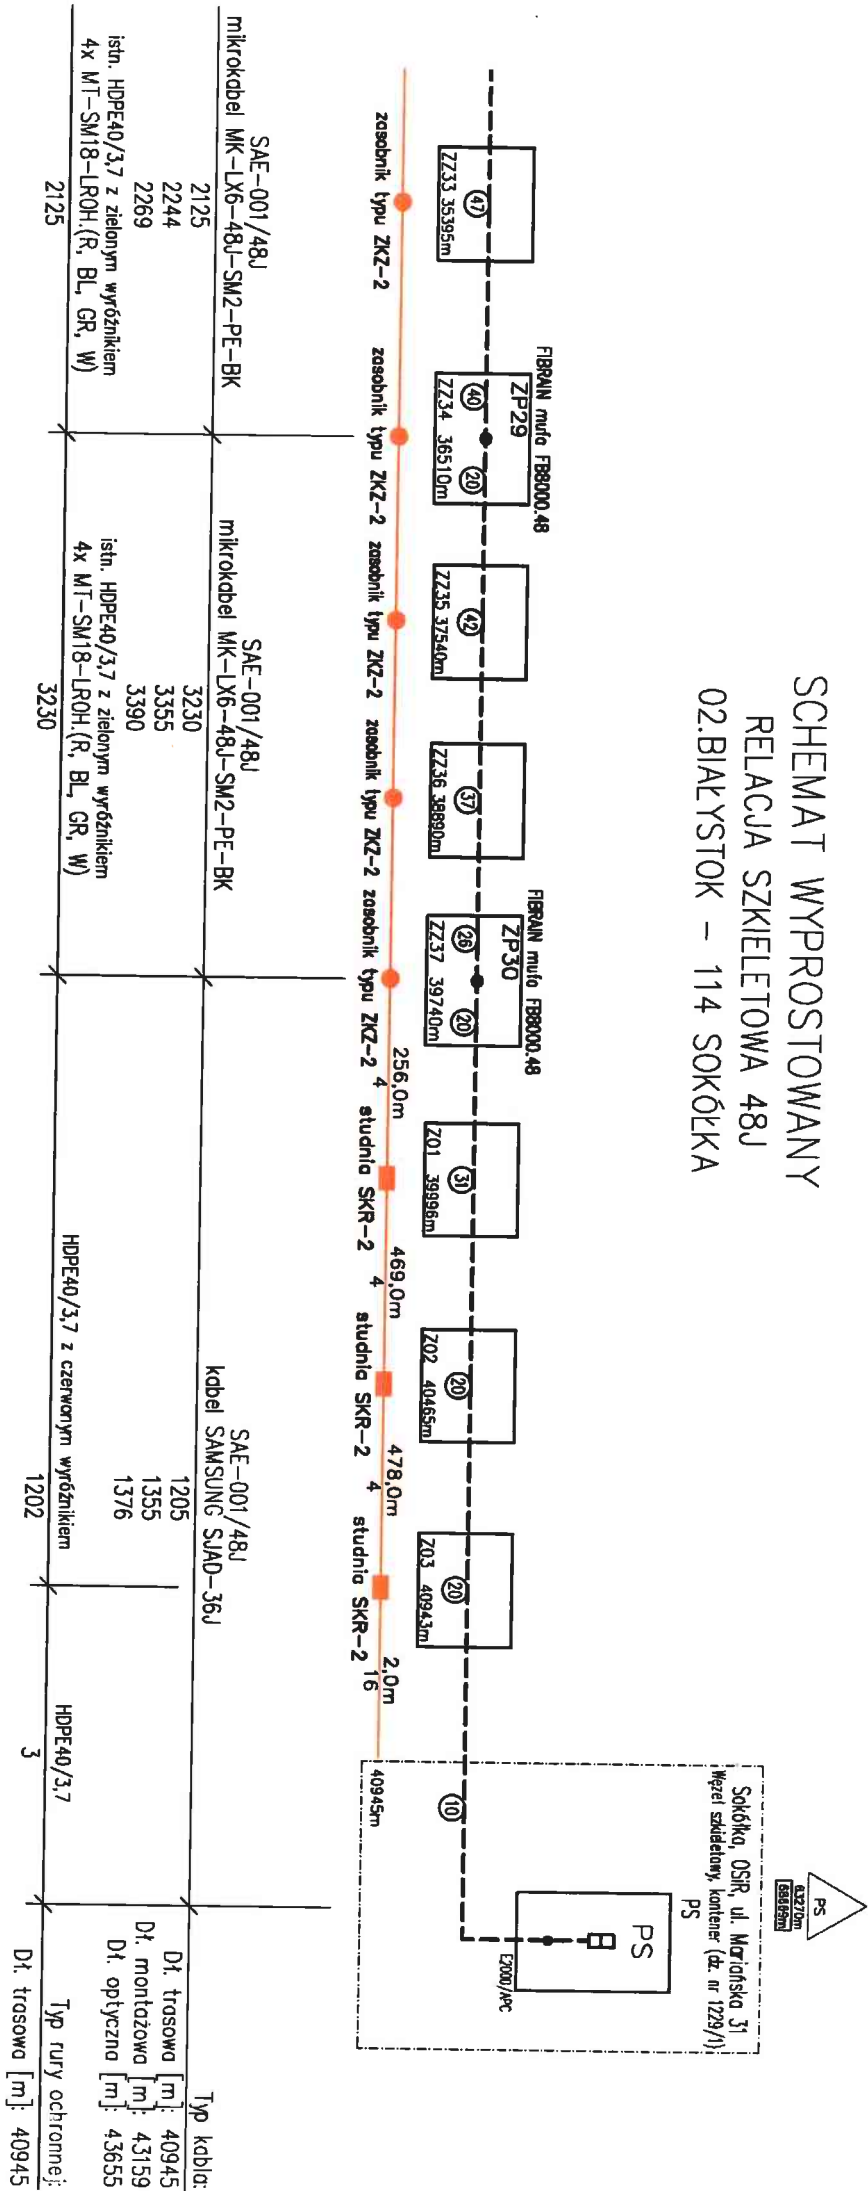 SCHEMAT WYPROSTOWANY
RELACJA SZKIELETOWA 48J
02.BIAŁYSTOK – 114 SOKÓŁKA
PS
63270m
Sokółka, OSiR, ul. Mariańska 31
Węzeł szkieletowy, kontener (dz. nr 1229/1)
PS
PS
E2000/APC
10
40945m
47
ZZ33 35395m
FIBRAIN mufa FB8000.48
ZP29
40
20
ZZ34 36510m
42
ZZ35 37540m
37
ZZ36 38890m
FIBRAIN mufa FB8000.48
ZP30
26
20
ZZ37 39740m
31
Z01 39996m
20
Z02 40465m
20
Z03 40943m
256,0m
469,0m
478,0m
2,0m
zasobnik typu ZKZ–2
zasobnik typu ZKZ–2
zasobnik typu ZKZ–2
zasobnik typu ZKZ–2
zasobnik typu ZKZ–2
4
studnia SKR–2
4
studnia SKR–2
4
studnia SKR–2
16
SAE–001/48J
mikrokabel MK–LX6–48J–SM2–PE–BK
2125
2244
2269
istn. HDPE40/3,7 z zielonym wyróżnikiem
4x MT–SM18–LROH.(R, BL, GR, W)
2125
SAE–001/48J
mikrokabel MK–LX6–48J–SM2–PE–BK
3230
3355
3390
istn. HDPE40/3,7 z zielonym wyróżnikiem
4x MT–SM18–LROH.(R, BL, GR, W)
3230
SAE–001/48J
kabel SAMSUNG SJAD–36J
1205
1355
1376
HDPE40/3,7 z czerwonym wyróżnikiem
1202
HDPE40/3,7
3
Typ kabla:
Dł. trasowa [m]: 40945
Dł. montażowa [m]: 43159
Dł. optyczna [m]: 43655
Typ rury ochronnej:
Dł. trasowa [m]: 40945